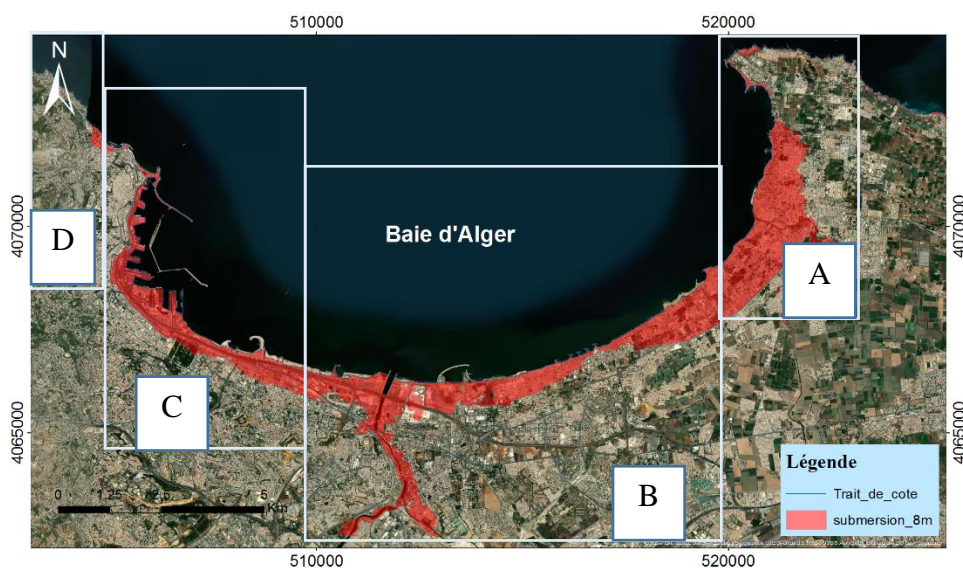 510000
520000
N
4070000
4070000
Baie d'Alger
D
A
C
4065000
4065000
B
Légende
Trait_de_cote
submersion_8m
0 1.25 2.5 5
Km
510000
520000